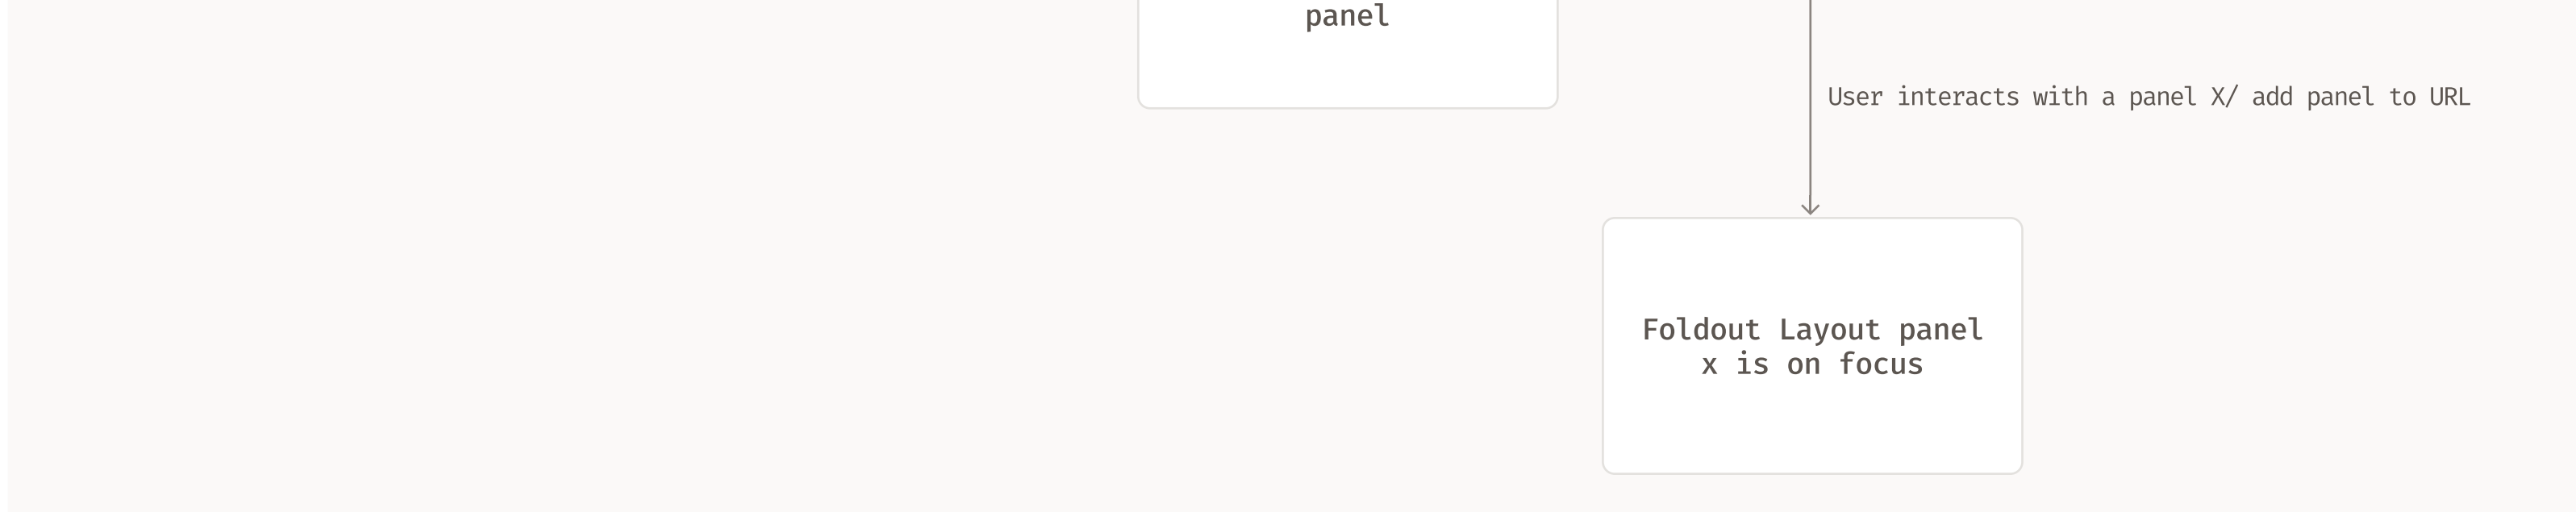 panel
User interacts with a panel X/ add panel to URL
Foldout Layout panel
x is on focus